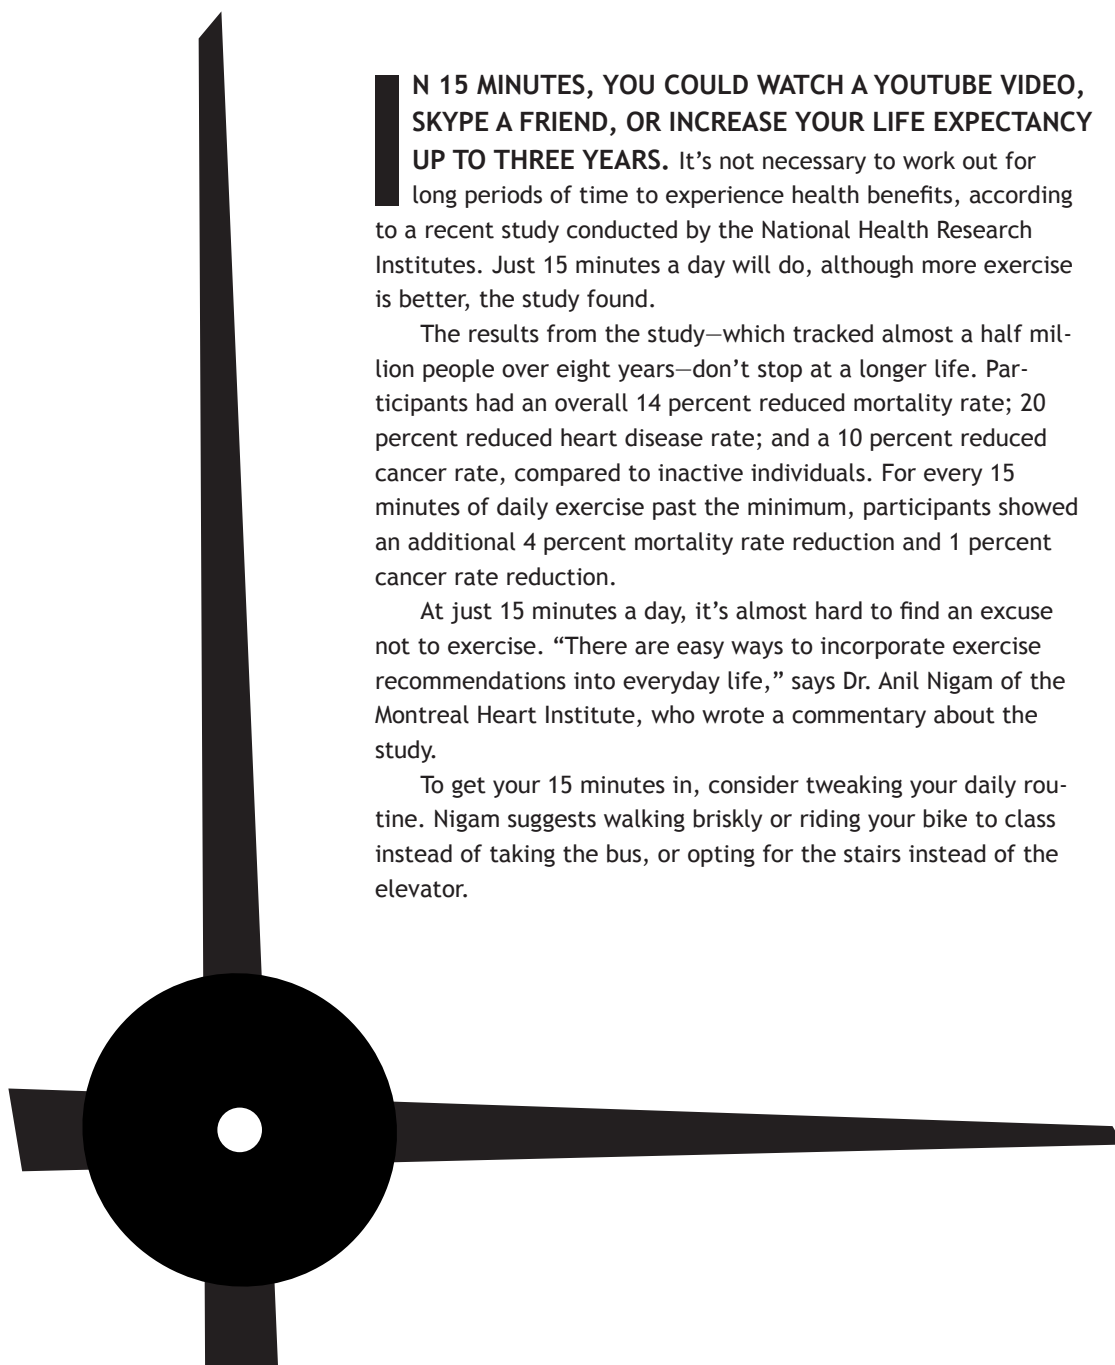 IN 15 MINUTES, YOU COULD WATCH A YOUTUBE VIDEO,
SKYPE A FRIEND, OR INCREASE YOUR LIFE EXPECTANCY
UP TO THREE YEARS. It’s not necessary to work out for
long periods of time to experience health benefits, according
to a recent study conducted by the National Health Research
Institutes. Just 15 minutes a day will do, although more exercise
is better, the study found.
The results from the study—which tracked almost a half mil-
lion people over eight years—don’t stop at a longer life. Par-
ticipants had an overall 14 percent reduced mortality rate; 20
percent reduced heart disease rate; and a 10 percent reduced
cancer rate, compared to inactive individuals. For every 15
minutes of daily exercise past the minimum, participants showed
an additional 4 percent mortality rate reduction and 1 percent
cancer rate reduction.
At just 15 minutes a day, it’s almost hard to find an excuse
not to exercise. “There are easy ways to incorporate exercise
recommendations into everyday life,” says Dr. Anil Nigam of the
Montreal Heart Institute, who wrote a commentary about the
study.
To get your 15 minutes in, consider tweaking your daily rou-
tine. Nigam suggests walking briskly or riding your bike to class
instead of taking the bus, or opting for the stairs instead of the
elevator.